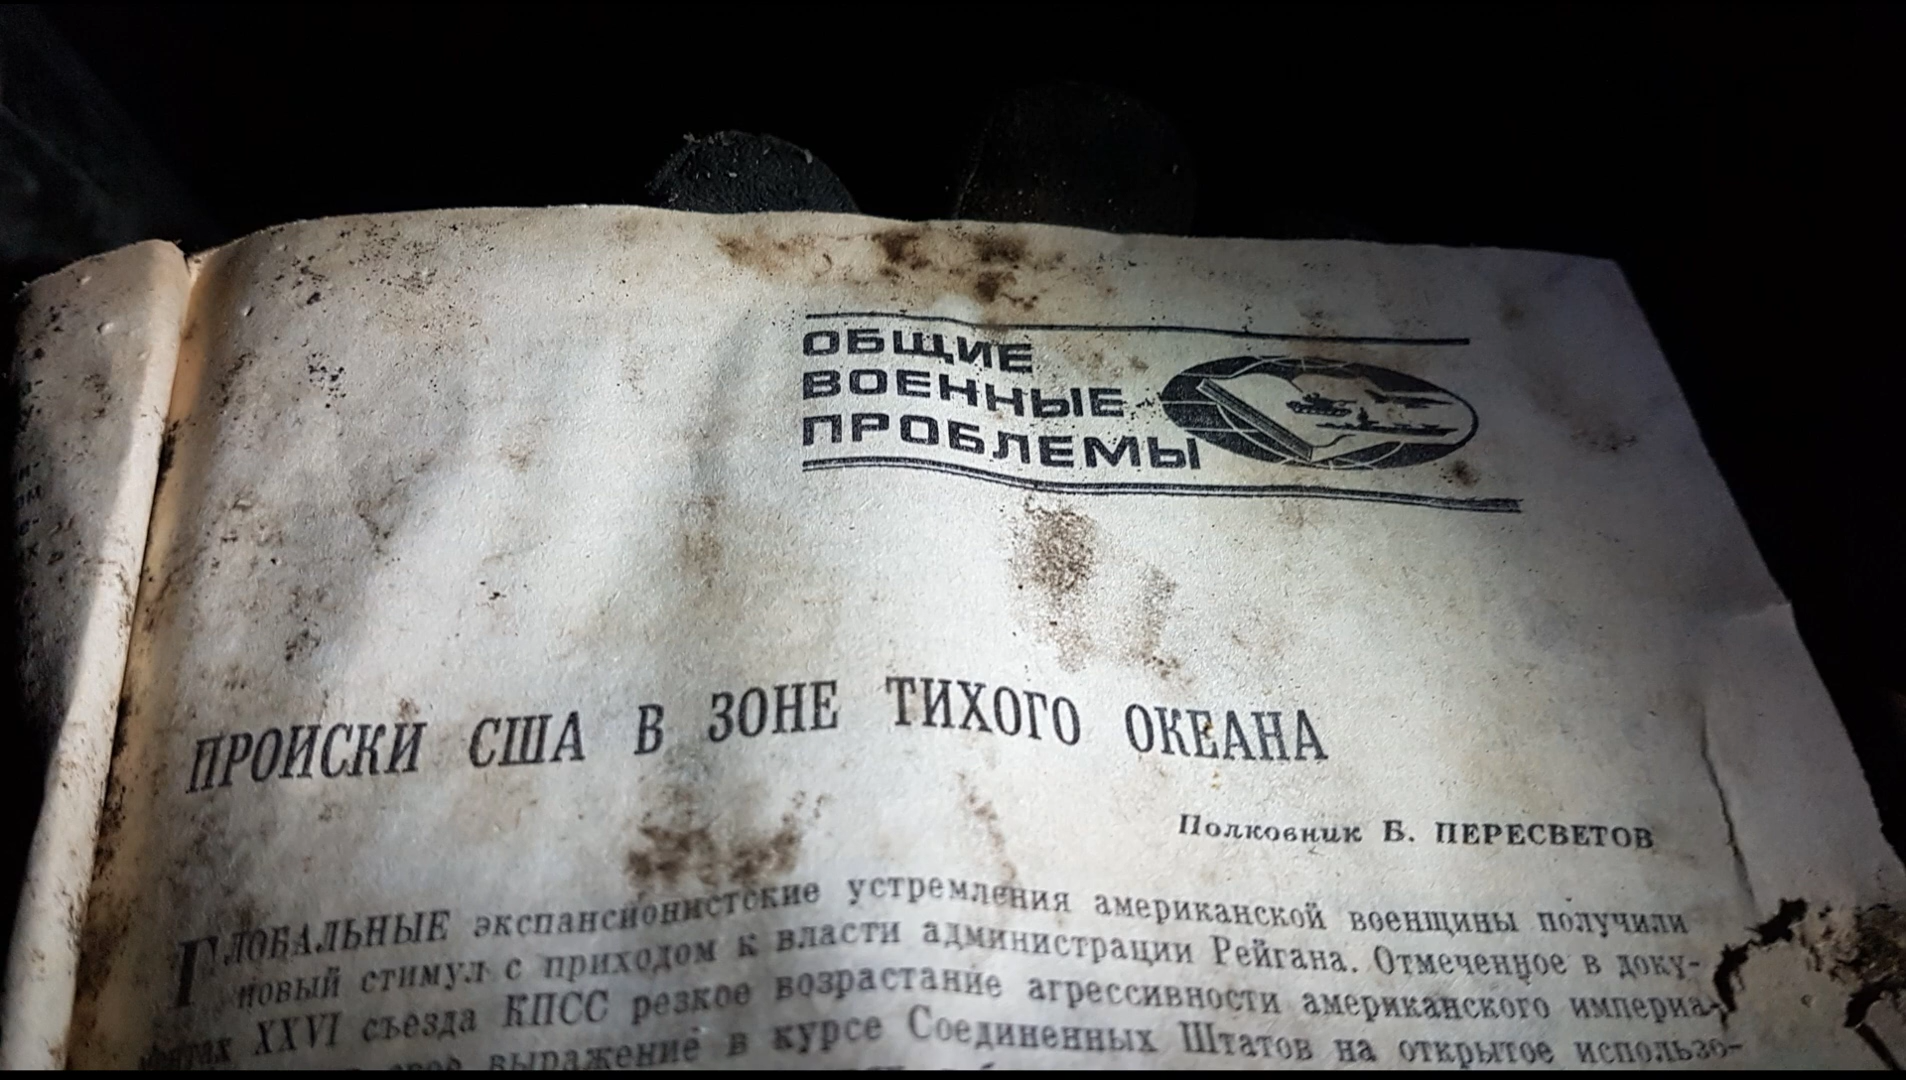 ОБЩИЕ
ВОЕННЫЕ
ПРОБЛЕМЫ
ПРОИСКИ США В ЗОНЕ ТИХОГО ОКЕАНА
Полковник Б. ПЕРЕСВЕТОВ
ГЛОБАЛЬНЫЕ экспансионистские устремления американской военщины получили
новый стимул с приходом к власти администрации Рейгана. Отмеченное в доку-
ментах XXVI съезда КПСС резкое возрастание агрессивности американского империа-
выражение в курсе Соединенных Штатов на открытое использо-